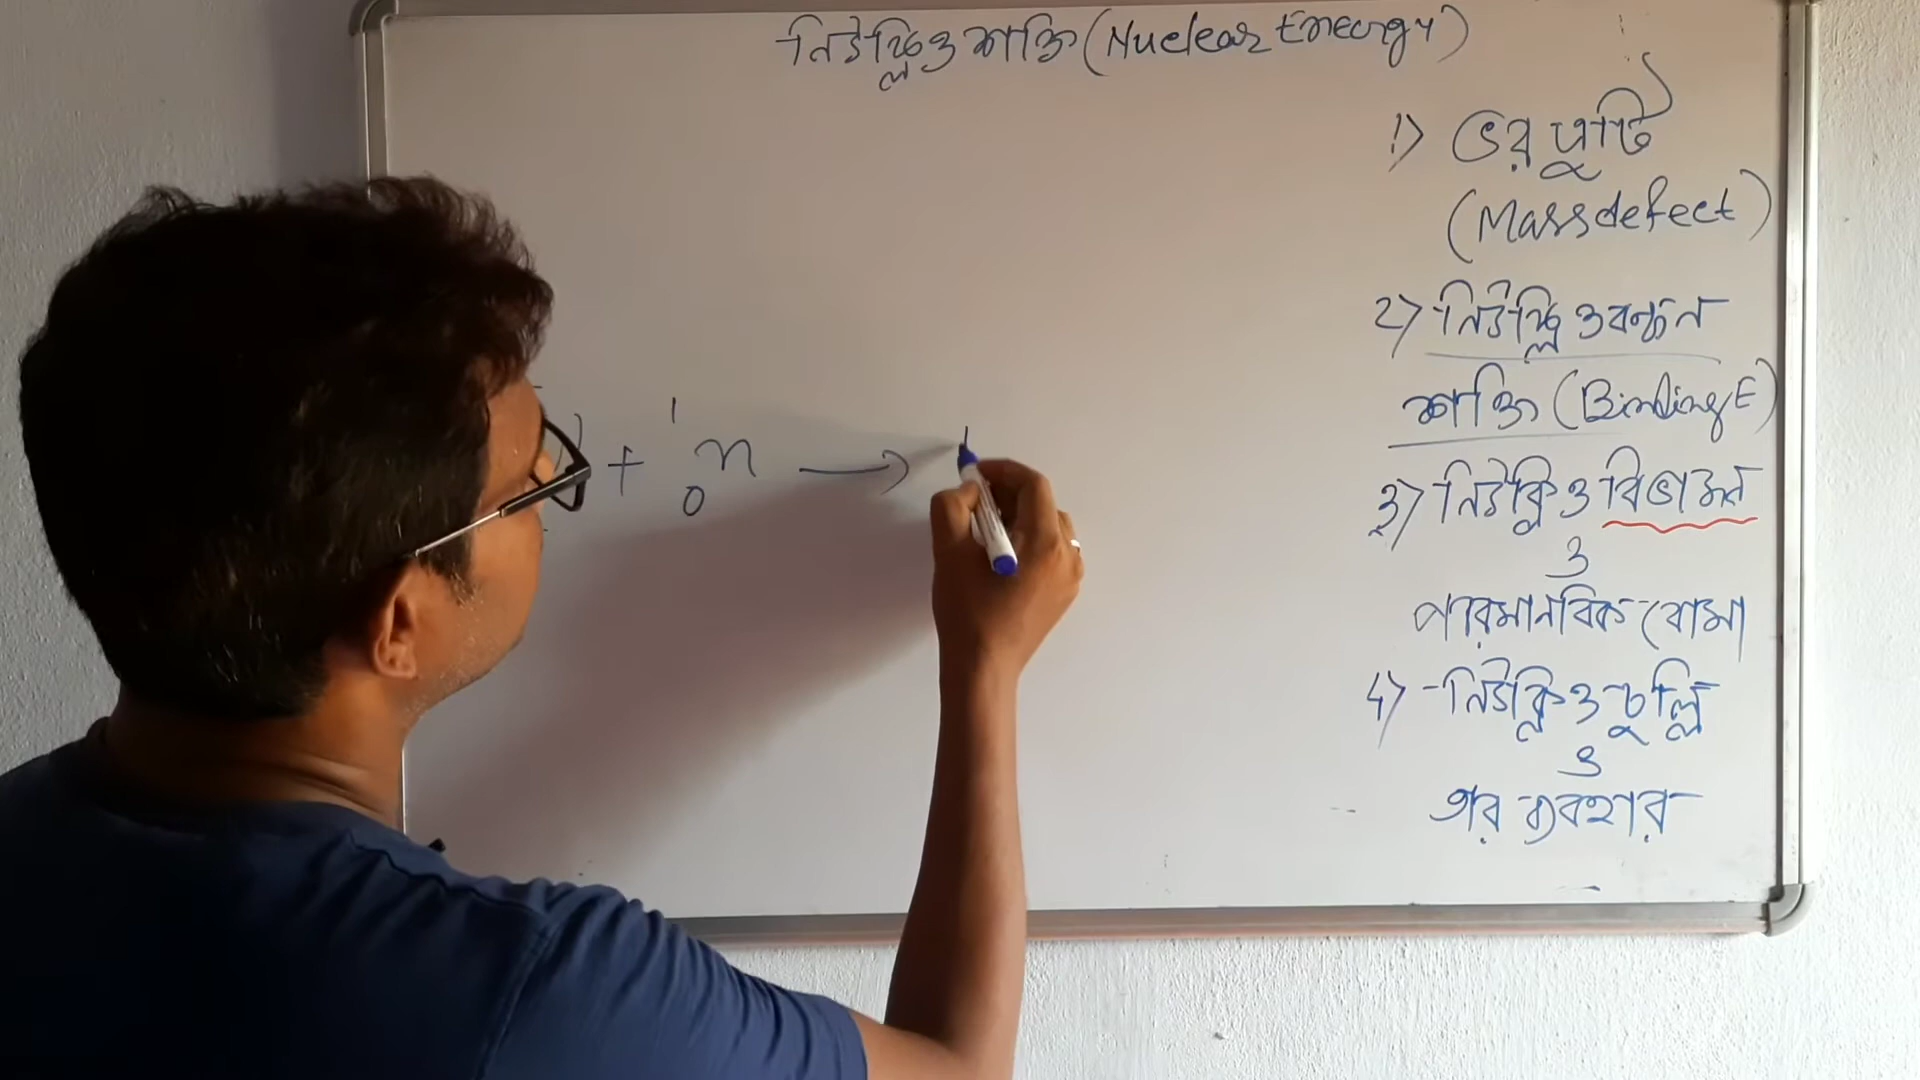 নিউক্লিও শক্তি (Nuclear Energy)
1) ভর ত্রুটি
(Mass defect)
2) নিউক্লিও বন্ধন
শক্তি (Binding E)
3) নিউক্লিও বিভাজন
ও
পারমানবিক বোমা
4) নিউক্লিও চুল্লি
ও
তার ব্যবহার
+ ¹₀n →